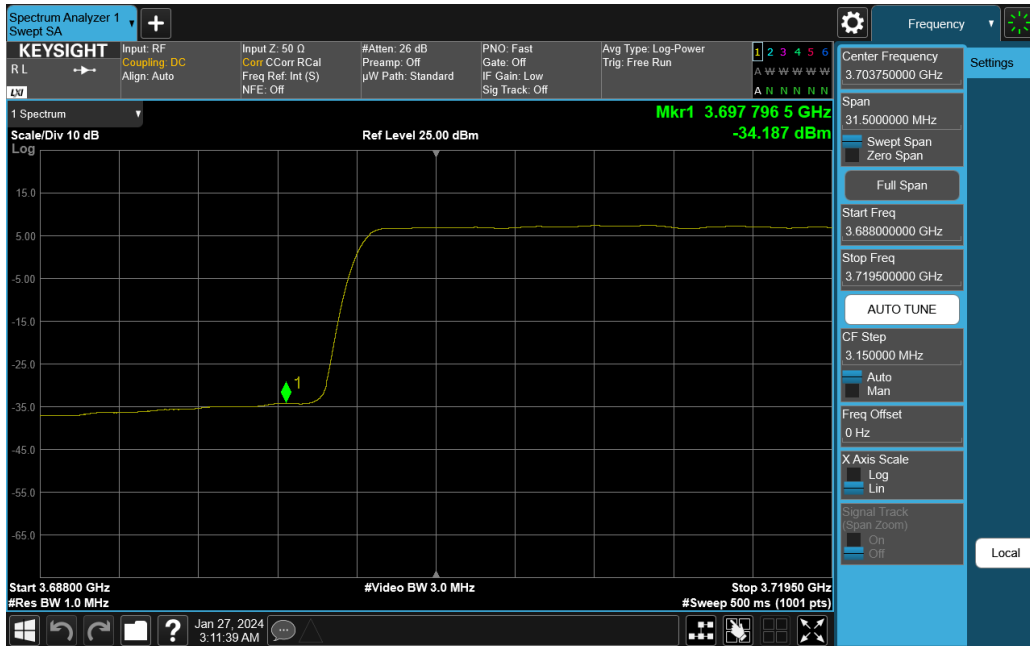 Spectrum Analyzer 1
Swept SA
Frequency
KEYSIGHT
R L
LXI
Input: RF
Coupling: DC
Align: Auto
Input Z: 50 Ω
Corr CCorr RCal
Freq Ref: Int (S)
NFE: Off
#Atten: 26 dB
Preamp: Off
µW Path: Standard
PNO: Fast
Gate: Off
IF Gain: Low
Sig Track: Off
Avg Type: Log-Power
Trig: Free Run
1 2 3 4 5 6
A W W W W W
A N N N N N
1 Spectrum
Scale/Div 10 dB
Log
Ref Level 25.00 dBm
Mkr1 3.697 796 5 GHz
-34.187 dBm
15.0
5.00
-5.00
-15.0
-25.0
-35.0
-45.0
-55.0
-65.0
1
Start 3.68800 GHz
#Res BW 1.0 MHz
#Video BW 3.0 MHz
Stop 3.71950 GHz
#Sweep 500 ms (1001 pts)
Center Frequency
3.703750000 GHz
Span
31.5000000 MHz
Swept Span
Zero Span
Full Span
Start Freq
3.688000000 GHz
Stop Freq
3.719500000 GHz
AUTO TUNE
CF Step
3.150000 MHz
Auto
Man
Freq Offset
0 Hz
X Axis Scale
Log
Lin
Signal Track
(Span Zoom)
On
Off
Settings
Local
?
Jan 27, 2024
3:11:39 AM